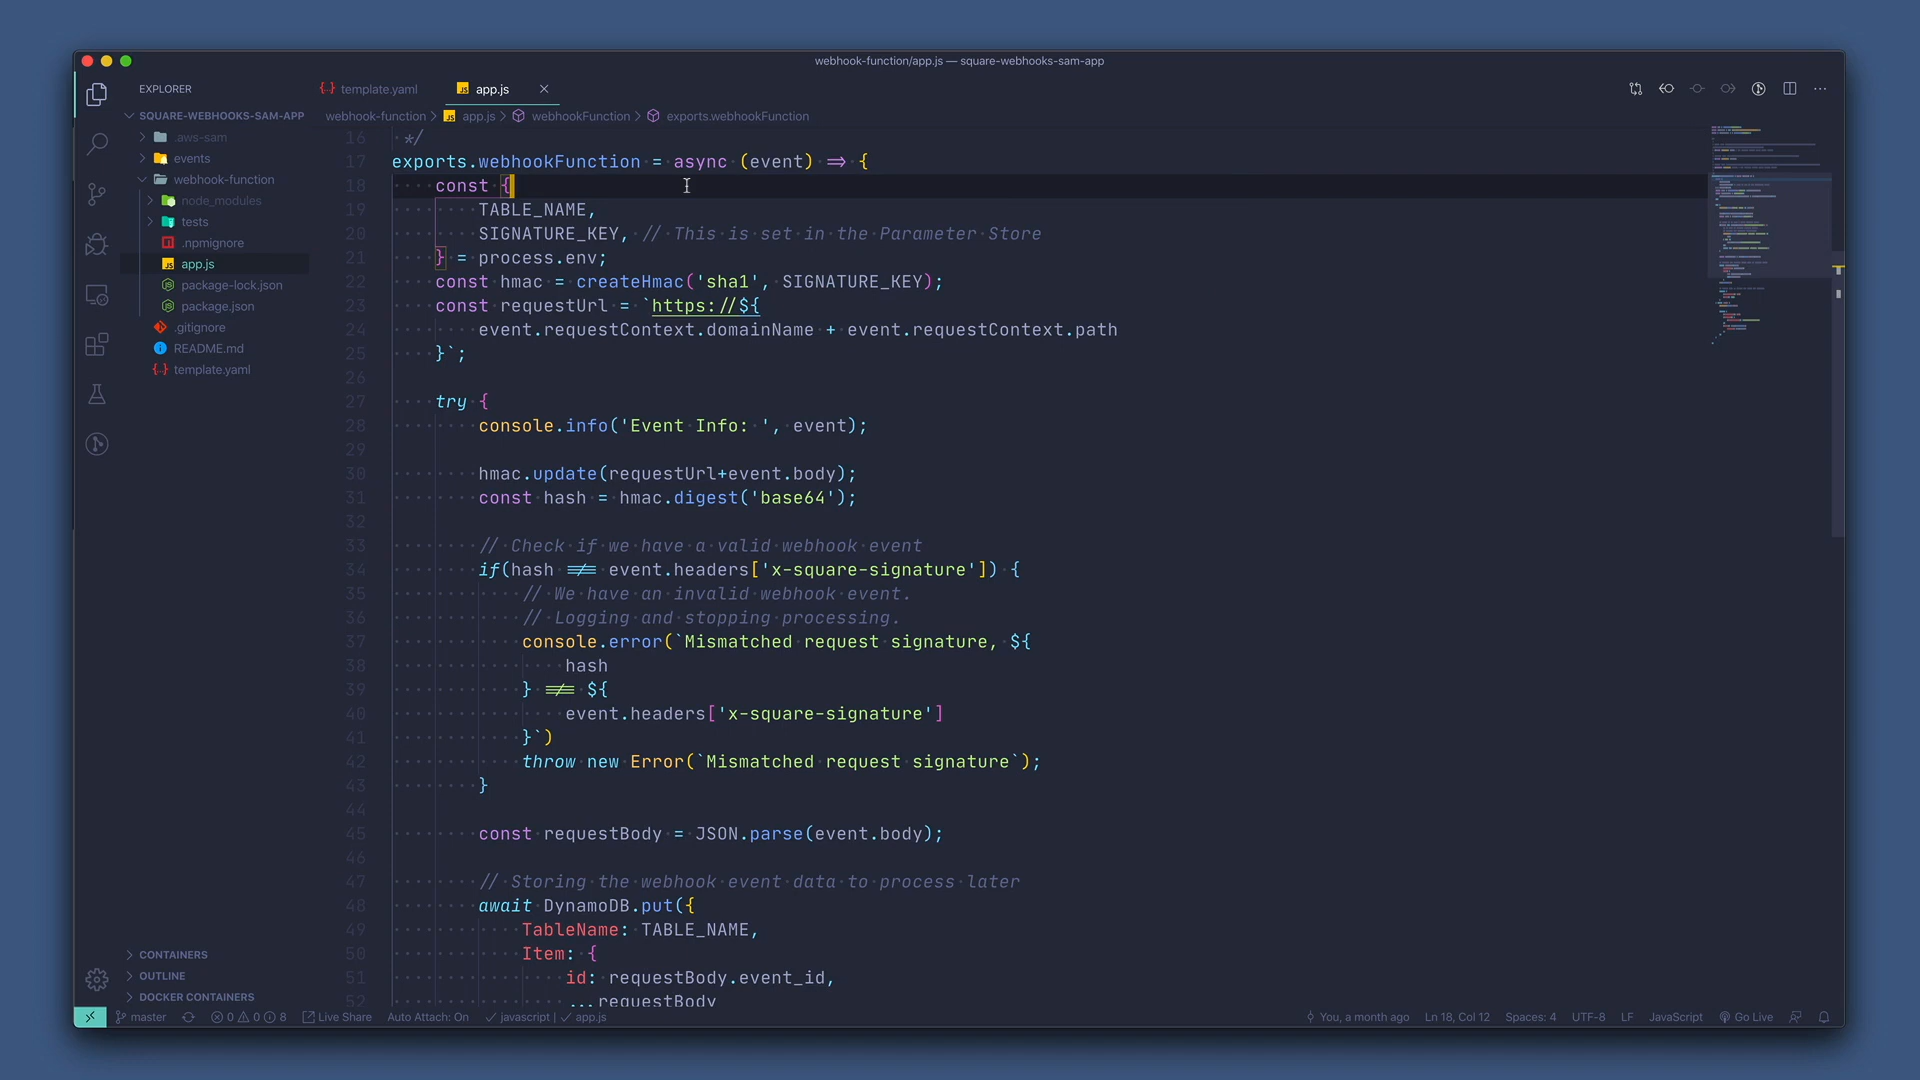 webhook-function/app.js — square-webhooks-sam-app
EXPLORER
template.yaml
app.js
SQUARE-WEBHOOKS-SAM-APP
webhook-function > app.js > webhookFunction > exports.webhookFunction
.aws-sam
events
webhook-function
node_modules
tests
.npmignore
app.js
package-lock.json
package.json
.gitignore
README.md
template.yaml
CONTAINERS
OUTLINE
DOCKER CONTAINERS
16 */
17 exports.webhookFunction = async (event) => {
18 const {
19 TABLE_NAME,
20 SIGNATURE_KEY, // This is set in the Parameter Store
21 } = process.env;
22 const hmac = createHmac('sha1', SIGNATURE_KEY);
23 const requestUrl = `https://${
24 event.requestContext.domainName + event.requestContext.path
25 }`;
26
27 try {
28 console.info('Event Info: ', event);
29
30 hmac.update(requestUrl+event.body);
31 const hash = hmac.digest('base64');
32
33 // Check if we have a valid webhook event
34 if(hash !== event.headers['x-square-signature']) {
35 // We have an invalid webhook event.
36 // Logging and stopping processing.
37 console.error(`Mismatched request signature, ${
38 hash
39 } !== ${
40 event.headers['x-square-signature']
41 }`)
42 throw new Error(`Mismatched request signature`);
43 }
44
45 const requestBody = JSON.parse(event.body);
46
47 // Storing the webhook event data to process later
48 await DynamoDB.put({
49 TableName: TABLE_NAME,
50 Item: {
51 id: requestBody.event_id,
52 ...requestBody
master 0 0 8 Live Share Auto Attach: On javascript | app.js You, a month ago Ln 18, Col 12 Spaces: 4 UTF-8 LF JavaScript Go Live